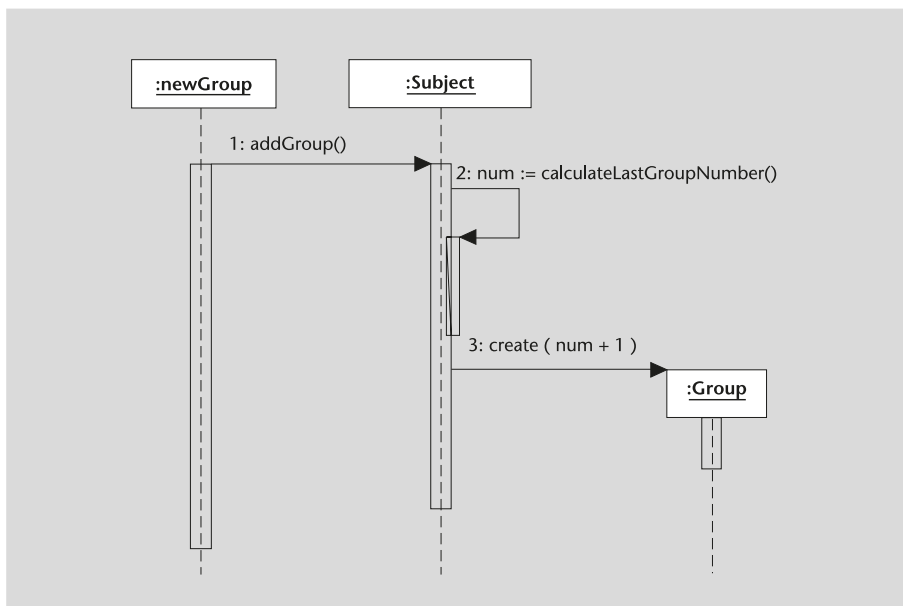 :newGroup
:Subject
1: addGroup()
2: num := calculateLastGroupNumber()
3: create ( num + 1 )
:Group